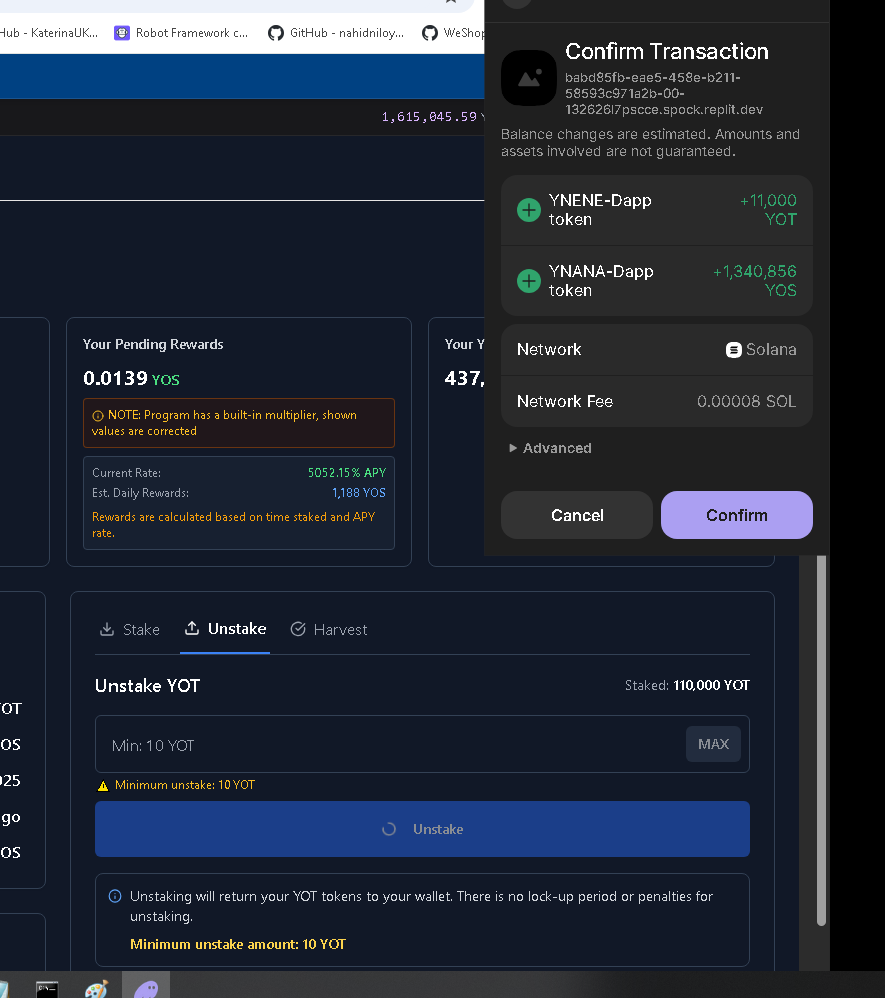 Hub - KaterinaUK...
Robot Framework c...
GitHub - nahidniloy...
WeShop
1,615,045.59 Y
Your Pending Rewards
0.0139 YOS
NOTE: Program has a built-in multiplier, shown
values are corrected
Current Rate: 5052.15% APY
Est. Daily Rewards: 1,188 YOS
Rewards are calculated based on time staked and APY
rate.
Your Y
437,
Confirm Transaction
babd85fb-eae5-458e-b211-
58593c971a2b-00-
132626l7pscce.spock.replit.dev
Balance changes are estimated. Amounts and
assets involved are not guaranteed.
YNENE-Dapp
token
+11,000
YOT
YNANA-Dapp
token
+1,340,856
YOS
Network Solana
Network Fee 0.00008 SOL
Advanced
Cancel
Confirm
OT
OS
025
go
OS
Stake
Unstake
Harvest
Unstake YOT
Staked: 110,000 YOT
Min: 10 YOT
MAX
Minimum unstake: 10 YOT
Unstake
Unstaking will return your YOT tokens to your wallet. There is no lock-up period or penalties for
unstaking.
Minimum unstake amount: 10 YOT